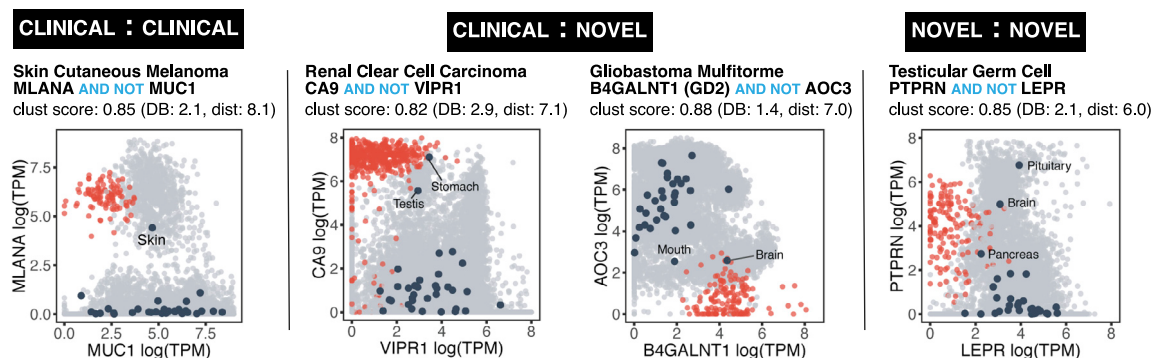 CLINICAL : CLINICAL
CLINICAL : NOVEL
NOVEL : NOVEL
Skin Cutaneous Melanoma
MLANA AND NOT MUC1
clust score: 0.85 (DB: 2.1, dist: 8.1)
MLANA log(TPM)
7.5
5.0
2.5
0.0
Skin
0.0 2.5 5.0 7.5
MUC1 log(TPM)
Renal Clear Cell Carcinoma
CA9 AND NOT VIPR1
clust score: 0.82 (DB: 2.9, dist: 7.1)
CA9 log(TPM)
8
6
4
2
0
Stomach
Testis
0 2 4 6 8
VIPR1 log(TPM)
Gliobastoma Mulfitorme
B4GALNT1 (GD2) AND NOT AOC3
clust score: 0.88 (DB: 1.4, dist: 7.0)
AOC3 log(TPM)
8
6
4
2
0
Mouth
Brain
0 2 4 6 8
B4GALNT1 log(TPM)
Testicular Germ Cell
PTPRN AND NOT LEPR
clust score: 0.85 (DB: 2.1, dist: 6.0)
PTPRN log(TPM)
8
6
4
2
0
Pituitary
Brain
Pancreas
0 2 4 6 8
LEPR log(TPM)